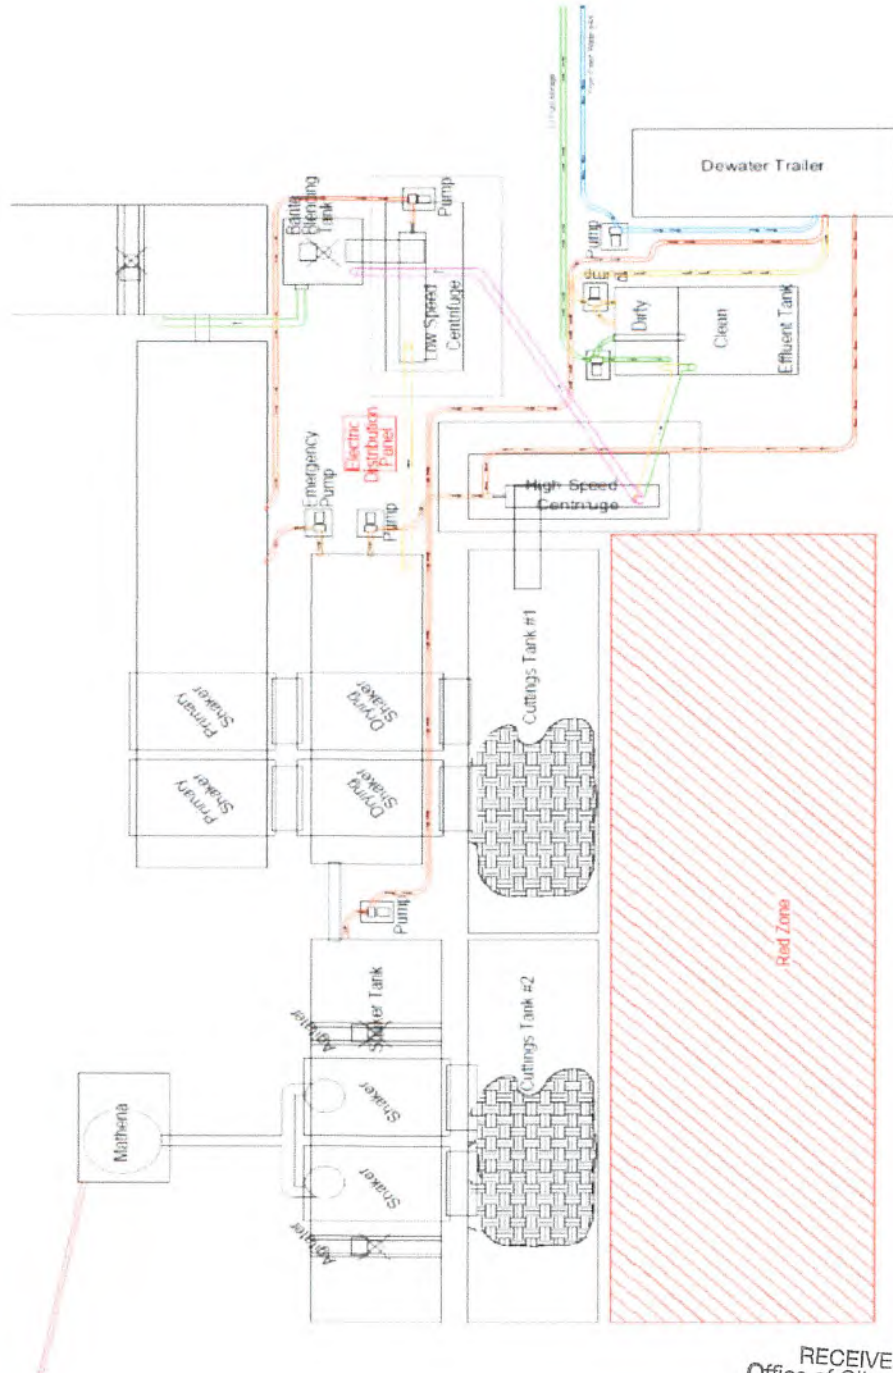 Dewater Trailer
Pump
Blending
Tank
Low Speed
Centrifuge
Pump
Dirty
Clean
Effluent Tank
Electric
Distribution
Panel
Emergency
Pump
Pump
High Speed
Centrifuge
Primary
Shaker
Drying
Shaker
Cuttings Tank #1
Primary
Shaker
Drying
Shaker
Pump
Red Zone
Agitator
Shaker Tank
Cuttings Tank #2
Shaker
Mathena
Shaker
Agitator
RECEIVE